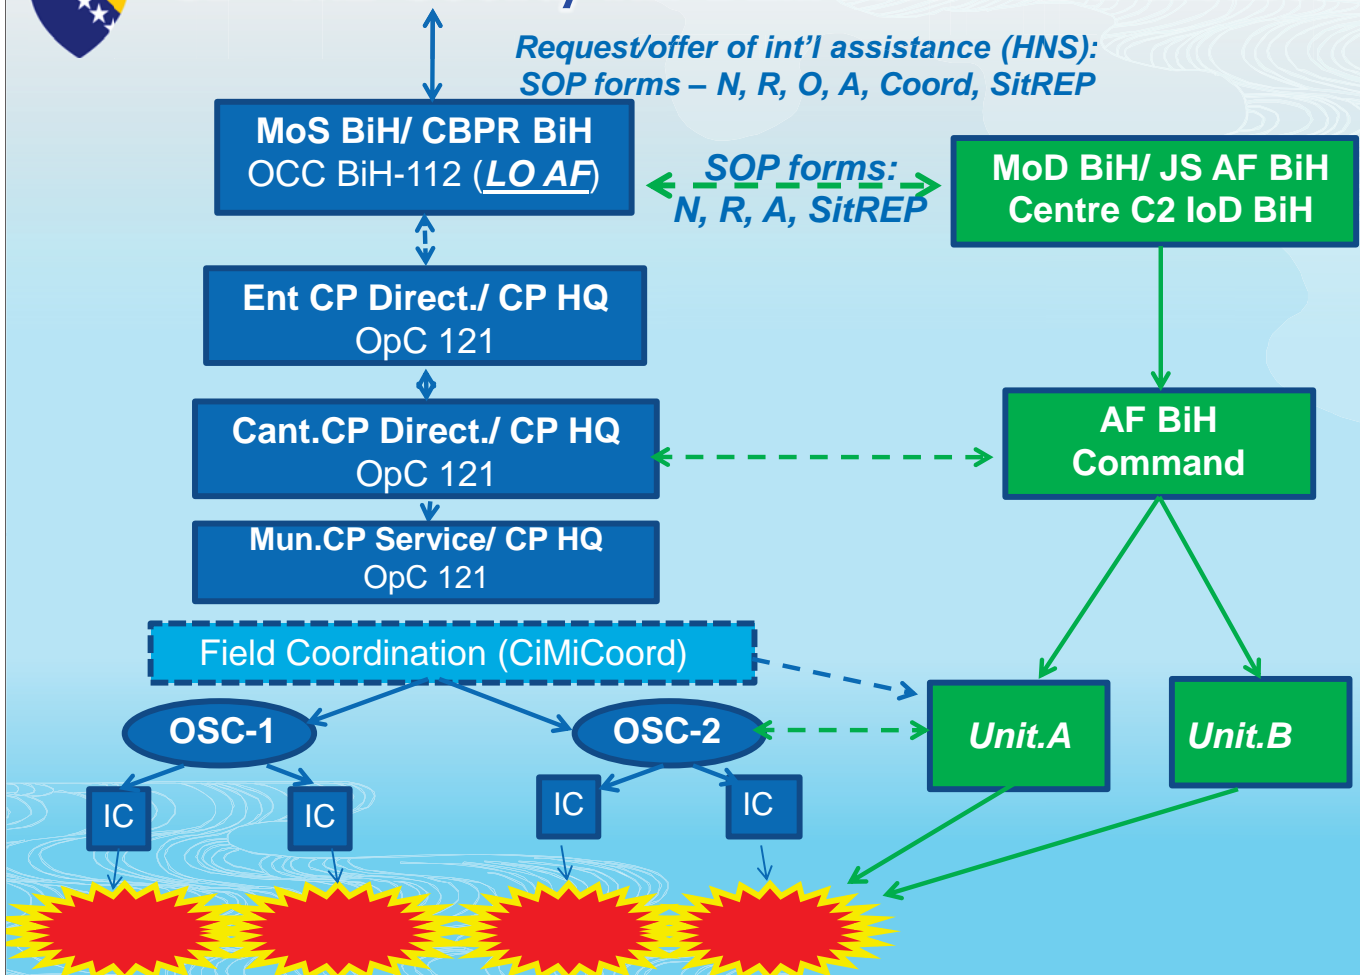 Request/offer of int’l assistance (HNS):
SOP forms – N, R, O, A, Coord, SitREP
MoS BiH/ CBPR BiH
OCC BiH-112 (LO AF)
SOP forms:
N, R, A, SitREP
MoD BiH/ JS AF BiH
Centre C2 IoD BiH
Ent CP Direct./ CP HQ
OpC 121
Cant.CP Direct./ CP HQ
OpC 121
AF BiH
Command
Mun.CP Service/ CP HQ
OpC 121
Field Coordination (CiMiCoord)
OSC-1
OSC-2
Unit.A
Unit.B
IC
IC
IC
IC